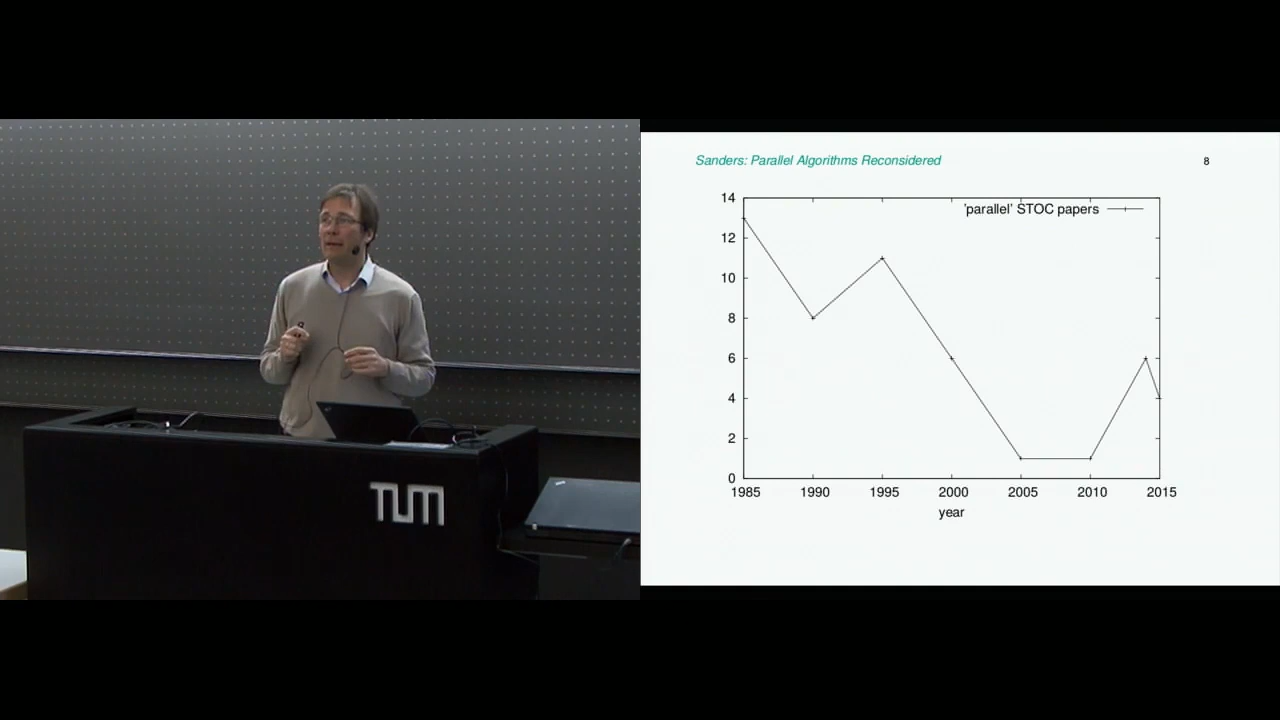 TUM
Sanders: Parallel Algorithms Reconsidered
8
'parallel' STOC papers
14
12
10
8
6
4
2
0
1985 1990 1995 2000 2005 2010 2015
year